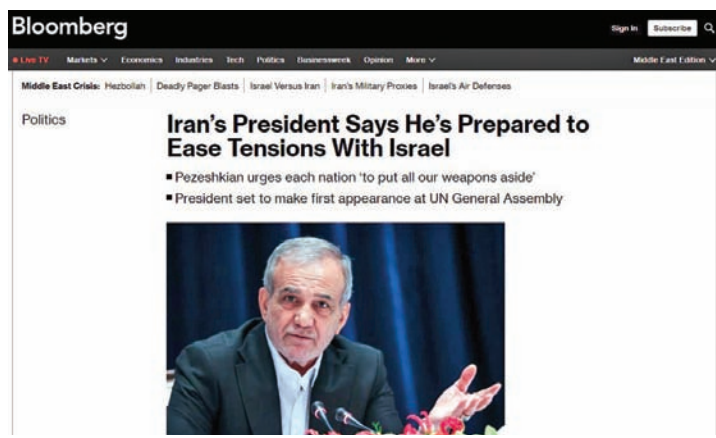 Bloomberg
Sign In Subscribe
Live TV Markets Economics Industries Tech Politics Businessweek Opinion More Middle East Edition
Middle East Crisis: Hezbollah Deadly Pager Blasts Israel Versus Iran Iran's Military Proxies Israel's Air Defenses
Politics
Iran's President Says He's Prepared to
Ease Tensions With Israel
Pezeshkian urges each nation 'to put all our weapons aside'
President set to make first appearance at UN General Assembly